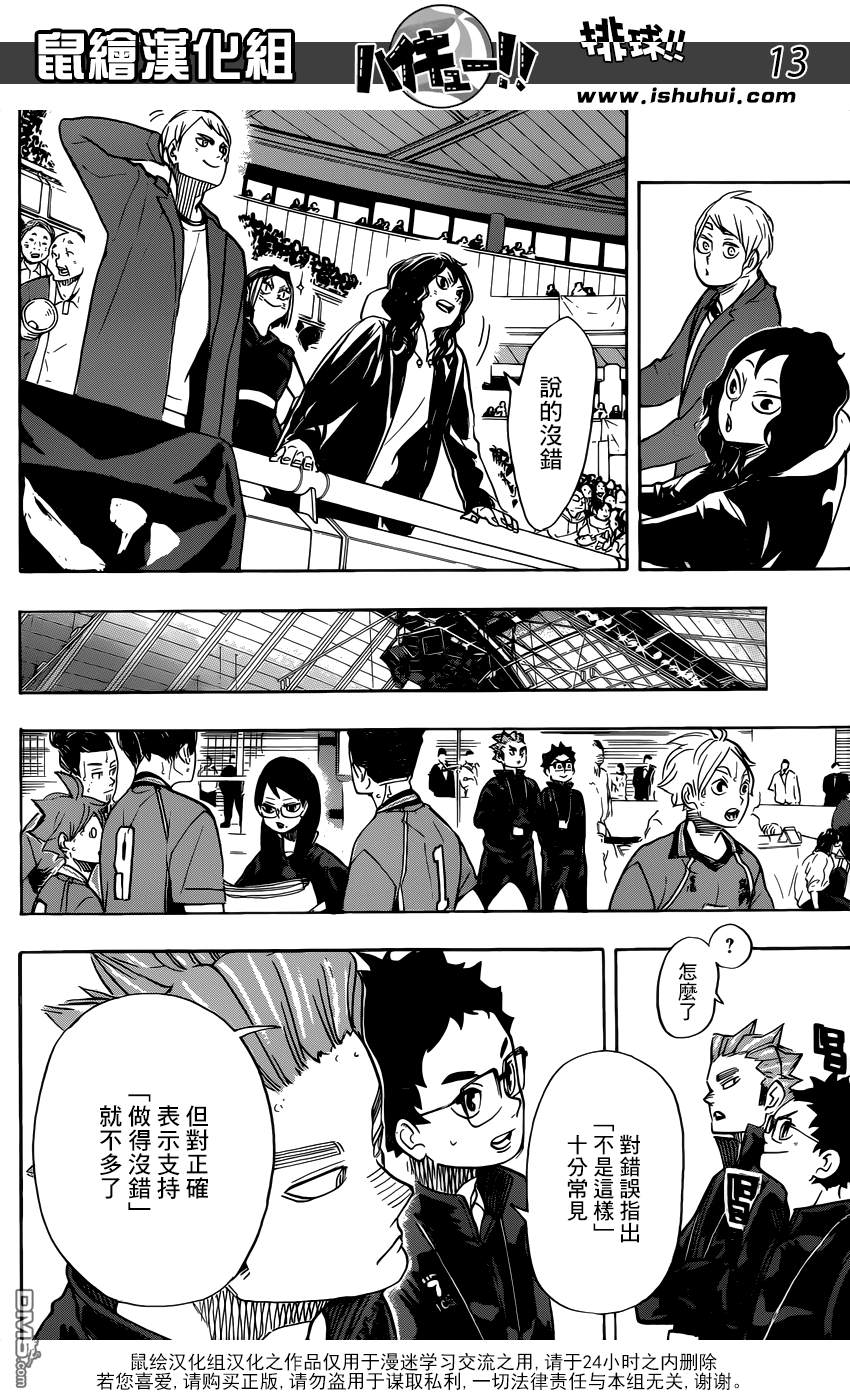 鼠繪漢化組
ハイキュー!!
排球!!
13
www.ishuhui.com
說的沒錯
?
怎麼了
唱
唱
對錯誤指出
「不是這樣」
十分常見
但對正確
表示支持
「做得沒錯」
就不多了
1
DM5.com
鼠绘汉化组汉化之作品仅用于漫迷学习交流之用,请于24小时之内删除
若您喜爱,请购买正版,请勿盗用于谋取私利,一切法律责任与本组无关,谢谢。